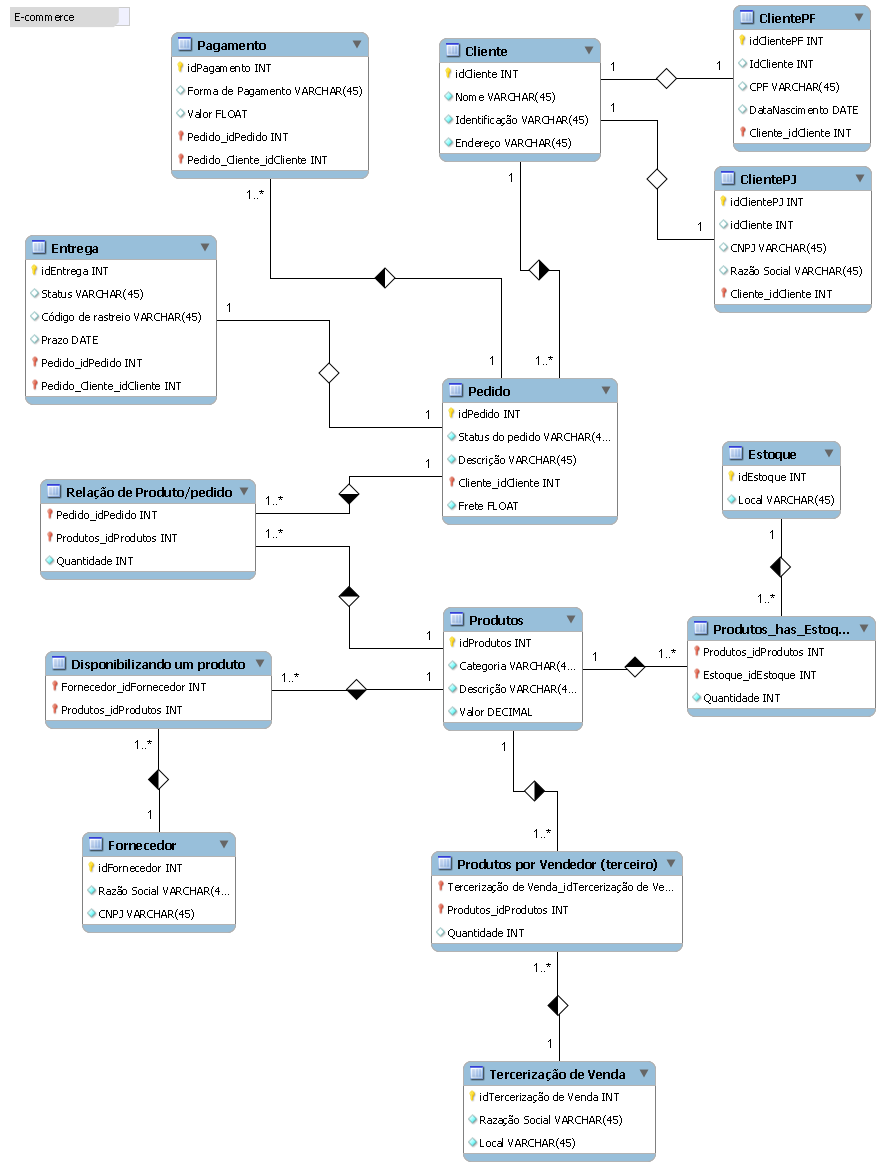 E-commerce
Pagamento
idPagamento INT
Forma de Pagamento VARCHAR(45)
Valor FLOAT
Pedido_idPedido INT
Pedido_Cliente_idCliente INT
1..*
Cliente
idCliente INT
Nome VARCHAR(45)
Identificação VARCHAR(45)
Endereço VARCHAR(45)
1
1
1
1
ClientePF
idClientePF INT
IdCliente INT
CPF VARCHAR(45)
DataNascimento DATE
Cliente_idCliente INT
ClientePJ
idClientePJ INT
idCliente INT
CNPJ VARCHAR(45)
Razão Social VARCHAR(45)
Cliente_idCliente INT
1
Entrega
idEntrega INT
Status VARCHAR(45)
Código de rastreio VARCHAR(45)
Prazo DATE
Pedido_idPedido INT
Pedido_Cliente_idCliente INT
1
1
1..*
1
Pedido
idPedido INT
Status do pedido VARCHAR(4...
Descrição VARCHAR(45)
Cliente_idCliente INT
Frete FLOAT
1
Estoque
idEstoque INT
Local VARCHAR(45)
1
1..*
Relação de Produto/pedido
Pedido_idPedido INT
Produtos_idProdutos INT
Quantidade INT
1..*
1..*
1
Produtos
idProdutos INT
Categoria VARCHAR(4...
Descrição VARCHAR(4...
Valor DECIMAL
1
1..*
Produtos_has_Estoq...
Produtos_idProdutos INT
Estoque_idEstoque INT
Quantidade INT
Disponibilizando um produto
Fornecedor_idFornecedor INT
Produtos_idProdutos INT
1..*
1
1..*
1
Fornecedor
idFornecedor INT
Razão Social VARCHAR(4...
CNPJ VARCHAR(45)
1
1..*
Produtos por Vendedor (terceiro)
Tercerização de Venda_idTercerização de Ve...
Produtos_idProdutos INT
Quantidade INT
1..*
1
Tercerização de Venda
idTercerização de Venda INT
Razação Social VARCHAR(45)
Local VARCHAR(45)